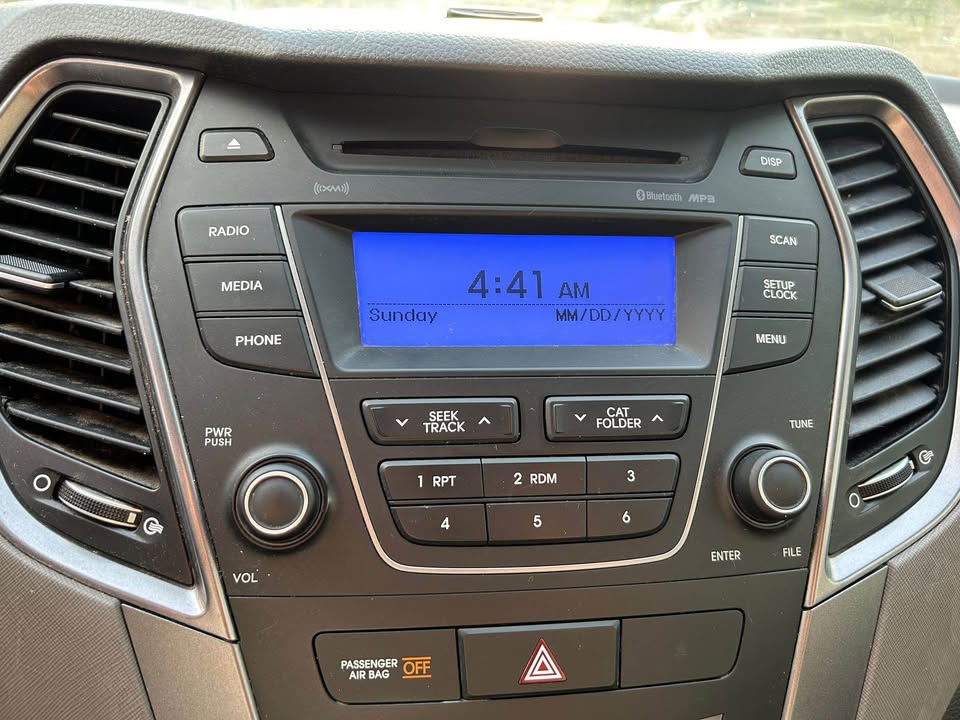 DISP
((XM))
Bluetooth MP3
RADIO
MEDIA
PHONE
4:41 AM
Sunday MM/DD/YYYY
SCAN
SETUP
CLOCK
MENU
SEEK
TRACK
CAT
FOLDER
PWR
PUSH
TUNE
1 RPT
2 RDM
3
4
5
6
VOL
ENTER
FILE
PASSENGER
AIR BAG
OFF